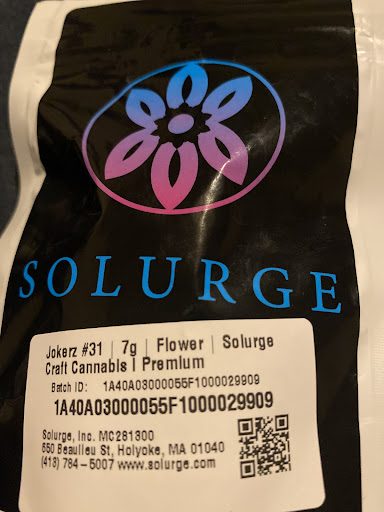 SOLURGE
Jokerz #31 | 7g | Flower | Solurge
Craft Cannabis | Premium
Batch ID: 1A40A03000055F1000029909
1A40A03000055F1000029909
Solurge, Inc. MC281300
650 Beaulieu St, Holyoke, MA 01040
(413) 784-5007 www.solurge.com